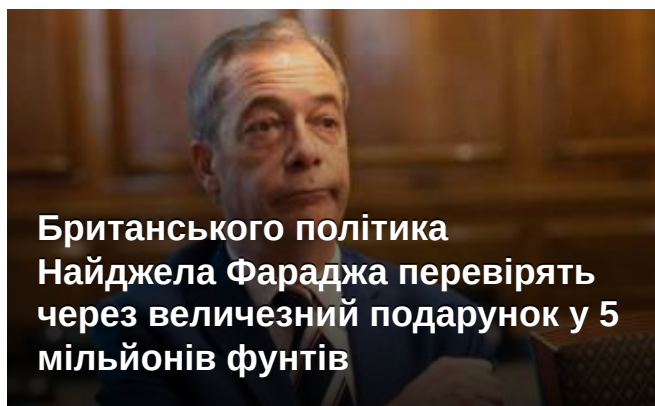 Британського політика
Найджела Фараджа перевірять
через величезний подарунок у 5
мільйонів фунтів